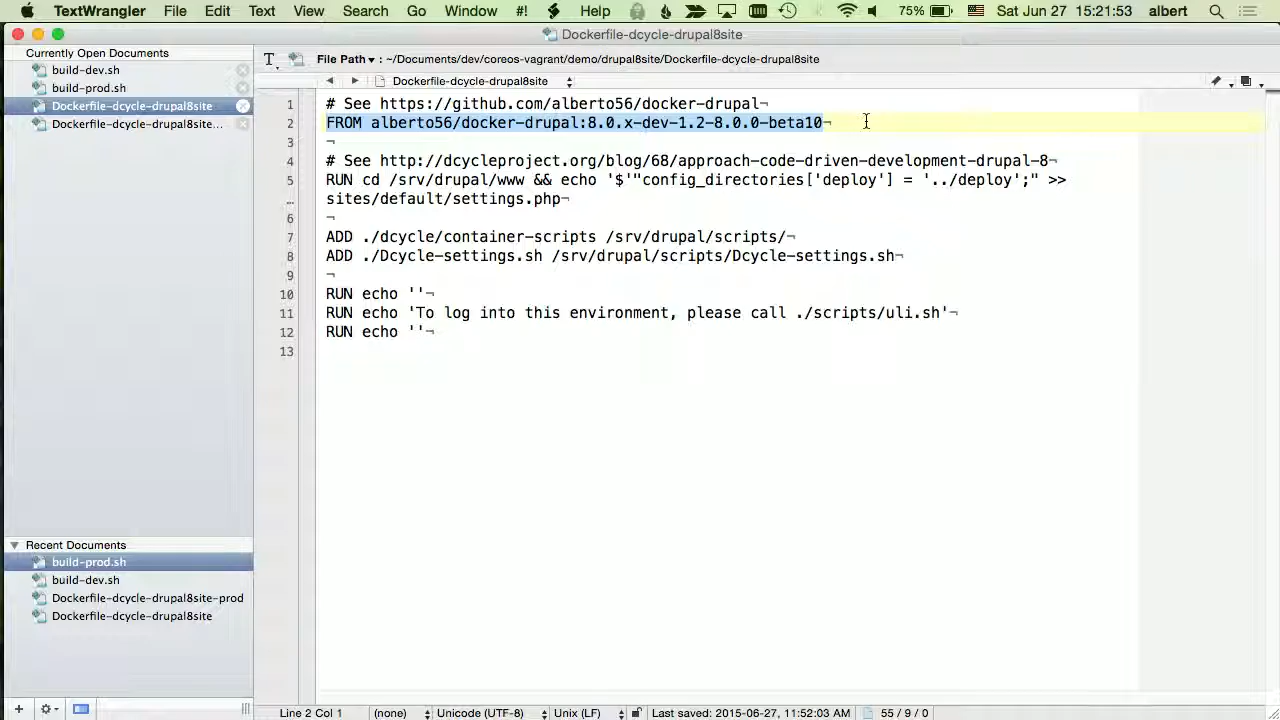 TextWrangler File Edit Text View Search Go Window #! Help 75% Sat Jun 27 15:21:53 albert
Dockerfile-dcycle-drupal8site
Currently Open Documents
build-dev.sh
build-prod.sh
Dockerfile-dcycle-drupal8site
Dockerfile-dcycle-drupal8site...
Recent Documents
build-prod.sh
build-dev.sh
Dockerfile-dcycle-drupal8site-prod
Dockerfile-dcycle-drupal8site
File Path ▾ : ~/Documents/dev/coreos-vagrant/demo/drupal8site/Dockerfile-dcycle-drupal8site
Dockerfile-dcycle-drupal8site
1 # See https://github.com/alberto56/docker-drupal¬
2 FROM alberto56/docker-drupal:8.0.x-dev-1.2-8.0.0-beta10¬
3 ¬
4 # See http://dcycleproject.org/blog/68/approach-code-driven-development-drupal-8¬
5 RUN cd /srv/drupal/www && echo '$'"config_directories['deploy'] = '../deploy';" >>
… sites/default/settings.php¬
6 ¬
7 ADD ./dcycle/container-scripts /srv/drupal/scripts/¬
8 ADD ./Dcycle-settings.sh /srv/drupal/scripts/Dcycle-settings.sh¬
9 ¬
10 RUN echo ''¬
11 RUN echo 'To log into this environment, please call ./scripts/uli.sh'¬
12 RUN echo ''¬
13
Line 2 Col 1 (none) Unicode (UTF-8) Unix (LF) Last saved: 2015-06-27, 11:52:03 AM 55 / 9 / 0